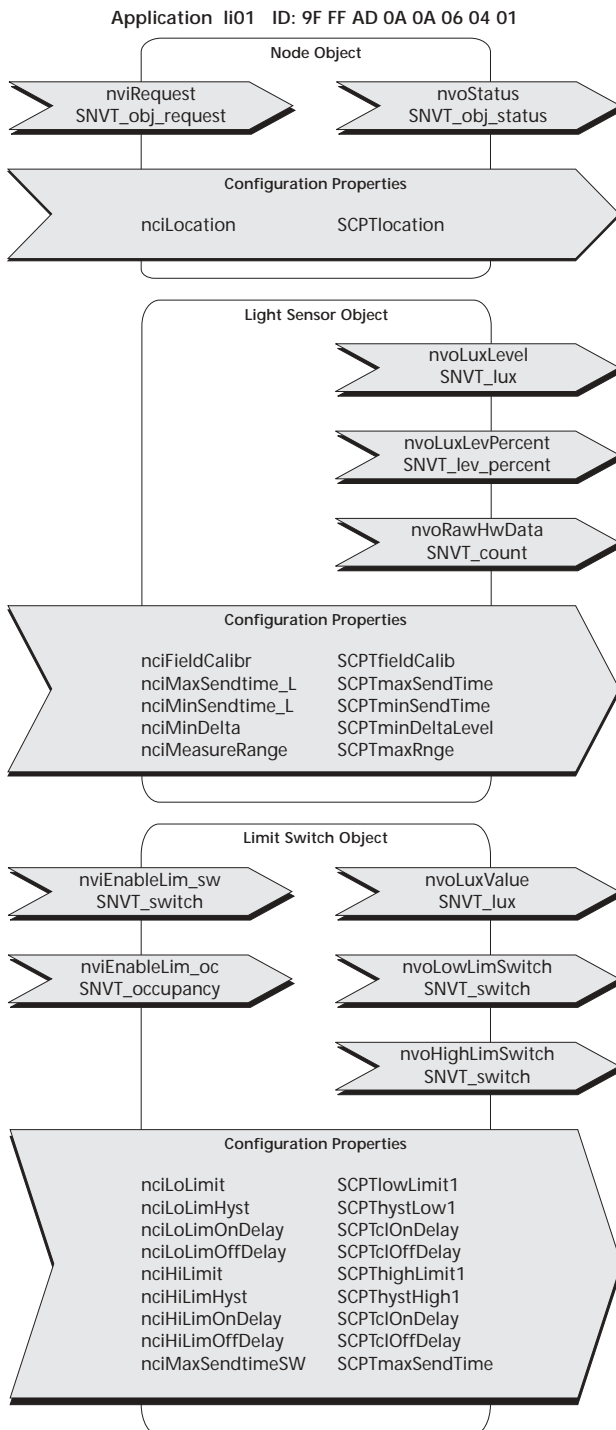 Application li01 ID: 9F FF AD 0A 0A 06 04 01
Node Object
nviRequest
SNVT_obj_request
nvoStatus
SNVT_obj_status
Configuration Properties
nciLocation SCPTlocation
Light Sensor Object
nvoLuxLevel
SNVT_lux
nvoLuxLevPercent
SNVT_lev_percent
nvoRawHwData
SNVT_count
Configuration Properties
nciFieldCalibr SCPTfieldCalib
nciMaxSendtime_L SCPTmaxSendTime
nciMinSendtime_L SCPTminSendTime
nciMinDelta SCPTminDeltaLevel
nciMeasureRange SCPTmaxRnge
Limit Switch Object
nviEnableLim_sw
SNVT_switch
nvoLuxValue
SNVT_lux
nviEnableLim_oc
SNVT_occupancy
nvoLowLimSwitch
SNVT_switch
nvoHighLimSwitch
SNVT_switch
Configuration Properties
nciLoLimit SCPTlowLimit1
nciLoLimHyst SCPThystLow1
nciLoLimOnDelay SCPTclOnDelay
nciLoLimOffDelay SCPTclOffDelay
nciHiLimit SCPThighLimit1
nciHiLimHyst SCPThystHigh1
nciHiLimOnDelay SCPTclOnDelay
nciHiLimOffDelay SCPTclOffDelay
nciMaxSendtimeSW SCPTmaxSendTime